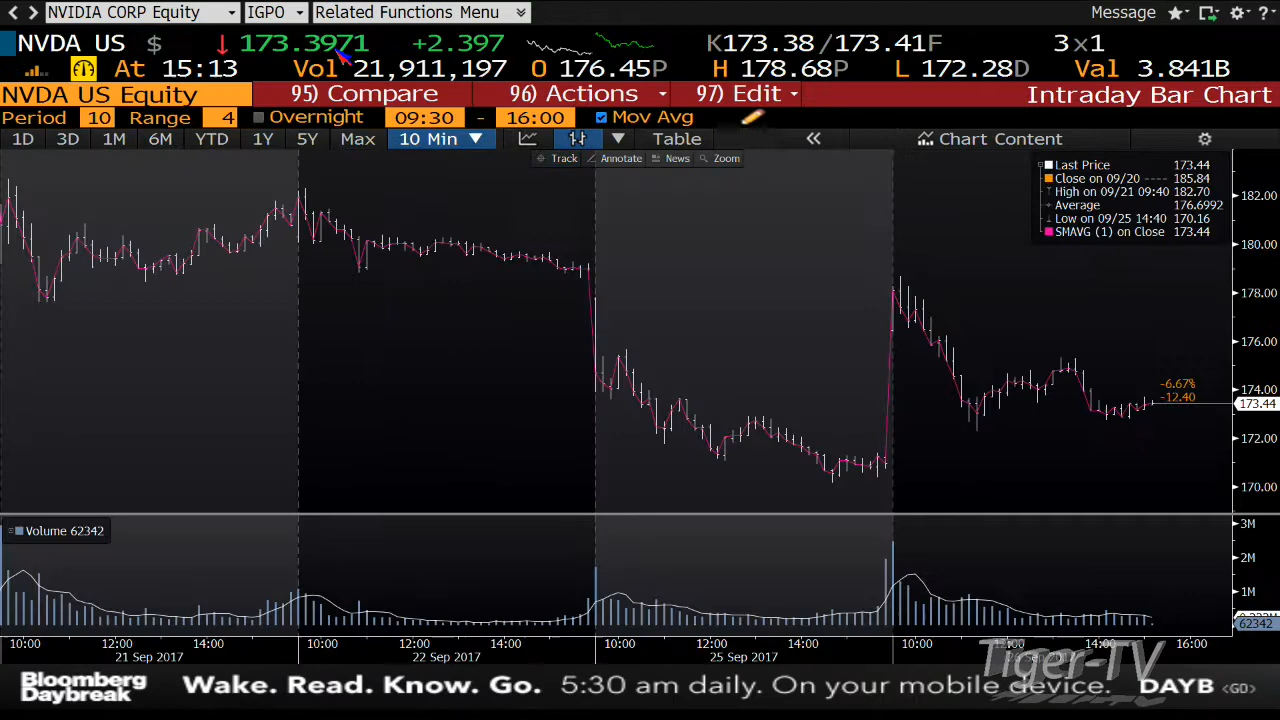 NVIDIA CORP Equity IGPO Related Functions Menu Message
NVDA US $ ↓ 173.3971 +2.397 K173.38 /173.41F 3x1
At 15:13 Vol 21,911,197 O 176.45P H 178.68P L 172.28D Val 3.841B
NVDA US Equity 95) Compare 96) Actions 97) Edit Intraday Bar Chart
Period 10 Range 4 Overnight 09:30 - 16:00 Mov Avg
1D 3D 1M 6M YTD 1Y 5Y Max 10 Min Table « Chart Content
Track Annotate News Zoom
Last Price 173.44
Close on 09/20 ---- 185.84
High on 09/21 09:40 182.70
Average 176.6992
Low on 09/25 14:40 170.16
SMAVG (1) on Close 173.44
182.00
180.00
178.00
176.00
174.00
-6.67%
-12.40
173.44
172.00
170.00
Volume 62342
3M
2M
1M
62342
10:00 12:00 14:00 10:00 12:00 14:00 10:00 12:00 14:00 10:00 12:00 14:00 16:00
21 Sep 2017 22 Sep 2017 25 Sep 2017
Tiger-TV
Bloomberg
Daybreak
Wake. Read. Know. Go. 5:30 am daily. On your mobile device. DAYB <GO>